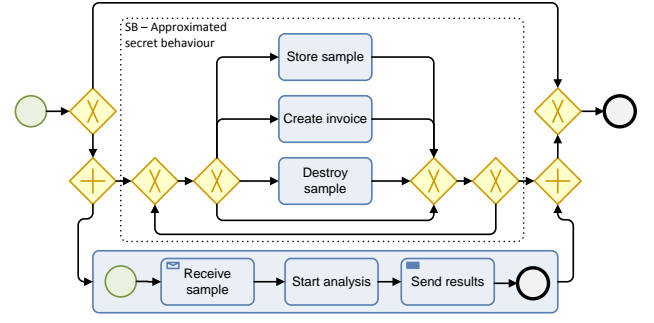 SB – Approximated
secret behaviour
Store sample
Create invoice
Destroy
sample
Receive
sample
Start analysis
Send results